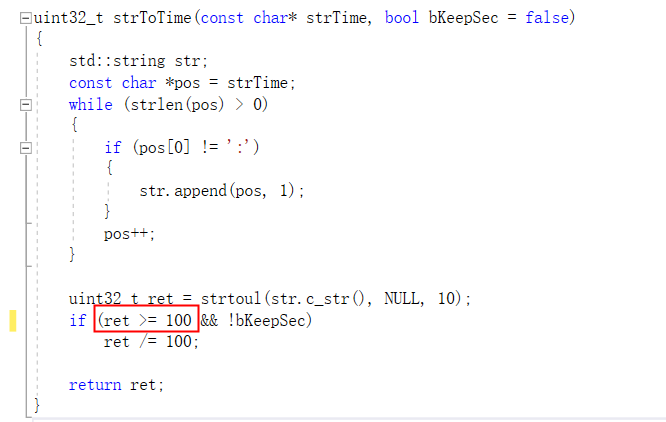 uint32_t strToTime(const char* strTime, bool bKeepSec = false)
{
    std::string str;
    const char *pos = strTime;
    while (strlen(pos) > 0)
    {
        if (pos[0] != ':')
        {
            str.append(pos, 1);
        }
        pos++;
    }
    uint32_t ret = strtoul(str.c_str(), NULL, 10);
    if (ret >= 100 && !bKeepSec)
        ret /= 100;
    return ret;
}